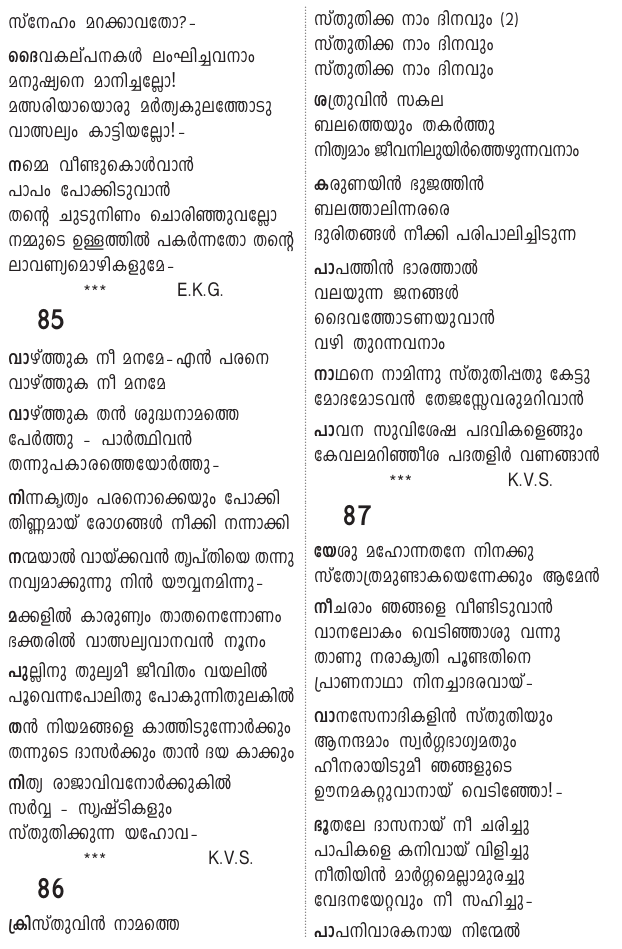 സ്നേഹം മറക്കാവതോ?-
ദൈവകല്പനകൾ ലംഘിച്ചവനാം
മനുഷ്യനെ മാനിച്ചല്ലോ!
മത്സരിയായൊരു മർത്യകുലത്തോടു
വാത്സല്യം കാട്ടിയല്ലോ!-
നമ്മെ വീണ്ടുകൊൾവാൻ
പാപം പോക്കിടുവാൻ
തന്റെ ചുടുനിണം ചൊരിഞ്ഞുവല്ലോ
നമ്മുടെ ഉള്ളത്തിൽ പകർന്നതോ തന്റെ
ലാവണ്യമൊഴികളുമേ-
*** E.K.G.
85
വാഴ്ത്തുക നീ മനമേ-എൻ പരനെ
വാഴ്ത്തുക നീ മനമേ
വാഴ്ത്തുക തൻ ശുദ്ധനാമത്തെ
പേർത്തു - പാർത്ഥിവൻ
തന്നുപകാരത്തെയോർത്തു-
നിന്നകൃത്യം പരനൊക്കെയും പോക്കി
തിണ്ണമായ് രോഗങ്ങൾ നീക്കി നന്നാക്കി
നന്മയാൽ വായ്ക്കവൻ തൃപ്തിയെ തന്നു
നവ്യമാക്കുന്നു നിൻ യൗവ്വനമിന്നു-
മക്കളിൽ കാരുണ്യം താതനെന്നോണം
ഭക്തരിൽ വാത്സല്യവാനവൻ നൂനം
പുല്ലിനു തുല്യമീ ജീവിതം വയലിൽ
പൂവെന്നപോലിതു പോകുന്നിതുലകിൽ
തൻ നിയമങ്ങളെ കാത്തിടുന്നോർക്കും
തന്നുടെ ദാസർക്കും താൻ ദയ കാക്കും
നിത്യ രാജാവിവനോർക്കുകിൽ
സർവ്വ - സൃഷ്ടികളും
സ്തുതിക്കുന്ന യഹോവ-
*** K.V.S.
86
ക്രിസ്തുവിൻ നാമത്തെ
സ്തുതിക്ക നാം ദിനവും (2)
സ്തുതിക്ക നാം ദിനവും
സ്തുതിക്ക നാം ദിനവും
ശത്രുവിൻ സകല
ബലത്തെയും തകർത്തു
നിത്യമാം ജീവനിലുയിർത്തെഴുന്നവനാം
കരുണയിൻ ഭുജത്തിൻ
ബലത്താലിന്നരരെ
ദുരിതങ്ങൾ നീക്കി പരിപാലിച്ചിടുന്ന
പാപത്തിൻ ഭാരത്താൽ
വലയുന്ന ജനങ്ങൾ
ദൈവത്തോടണയുവാൻ
വഴി തുറന്നവനാം
നാഥനെ നാമിന്നു സ്തുതിപ്പതു കേട്ടു
മോദമോടവൻ തേജസ്സേവരുമറിവാൻ
പാവന സുവിശേഷ പദവികളെങ്ങും
കേവലമറിഞ്ഞീശ പദതളിർ വണങ്ങാൻ
*** K.V.S.
87
യേശു മഹോന്നതനേ നിനക്കു
സ്തോത്രമുണ്ടാകയെന്നേക്കും ആമേൻ
നീചരാം ഞങ്ങളെ വീണ്ടിടുവാൻ
വാനലോകം വെടിഞ്ഞാശു വന്നു
താണു നരാകൃതി പൂണ്ടതിനെ
പ്രാണനാഥാ നിനച്ചാദരവായ്-
വാനസേനാദികളിൻ സ്തുതിയും
ആനന്ദമാം സ്വർഗ്ഗഭാഗ്യമതും
ഹീനരായിടുമീ ഞങ്ങളുടെ
ഊനമകറ്റുവാനായ് വെടിഞ്ഞോ!-
ഭൂതലേ ദാസനായ് നീ ചരിച്ചു
പാപികളെ കനിവായ് വിളിച്ചു
നീതിയിൻ മാർഗ്ഗമെല്ലാമുരച്ചു
വേദനയേറ്റവും നീ സഹിച്ചു-
പാപനിവാരകനായ നിന്മേൽ